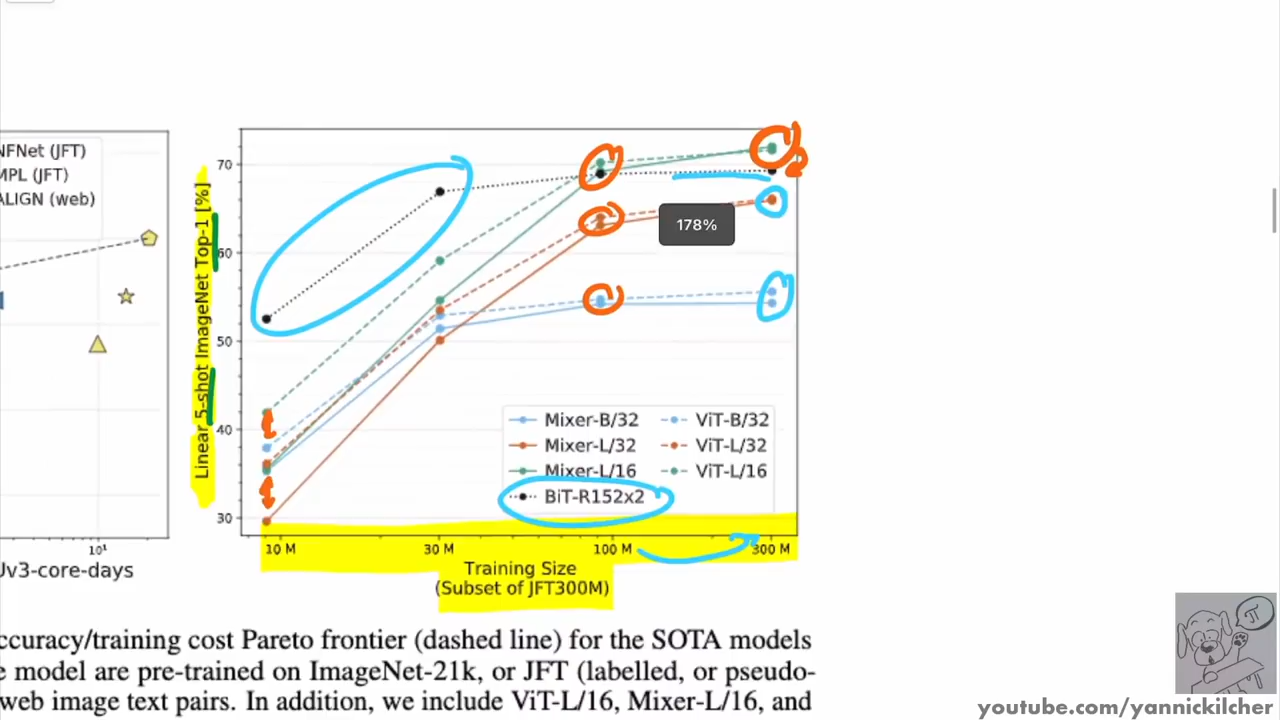 NFNet (JFT)
MPL (JFT)
ALIGN (web)
10¹
Uv3-core-days
Linear 5-shot ImageNet Top-1 [%]
70
60
50
40
30
178%
Mixer-B/32
ViT-B/32
Mixer-L/32
ViT-L/32
Mixer-L/16
ViT-L/16
BiT-R152x2
10 M
30 M
100 M
300 M
Training Size
(Subset of JFT300M)
ccuracy/training cost Pareto frontier (dashed line) for the SOTA models
e model are pre-trained on ImageNet-21k, or JFT (labelled, or pseudo-
web image text pairs. In addition, we include ViT-L/16, Mixer-L/16, and
π
youtube.com/yannickilcher